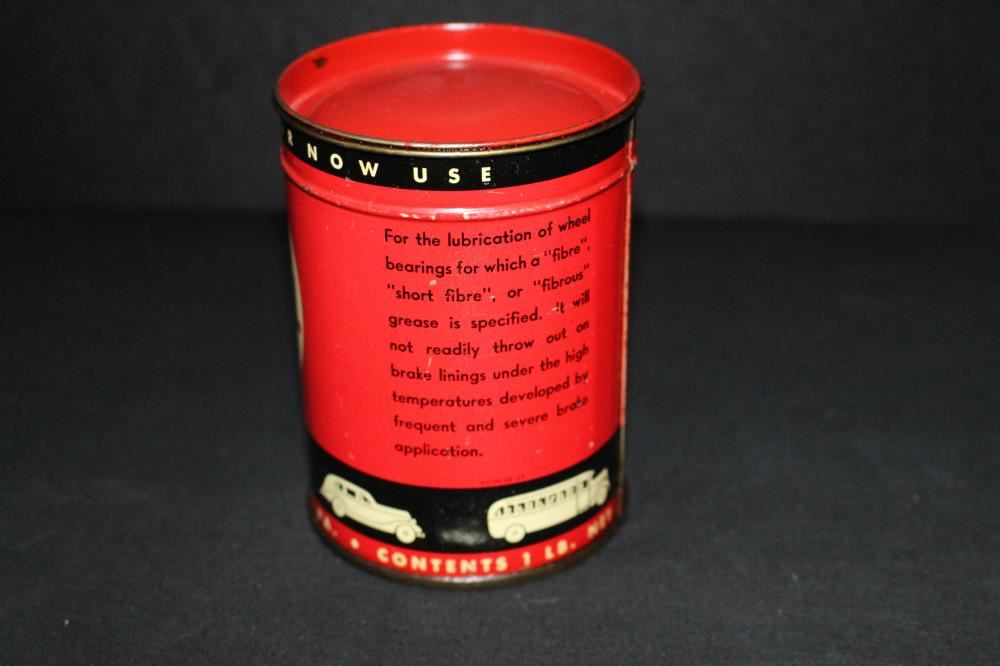 R NOW USE
For the lubrication of wheel
bearings for which a "fibre",
"short fibre", or "fibrous"
grease is specified. It will
not readily throw out on
brake linings under the high
temperatures developed by
frequent and severe brake
application.
CONTENTS 1 LB. NET